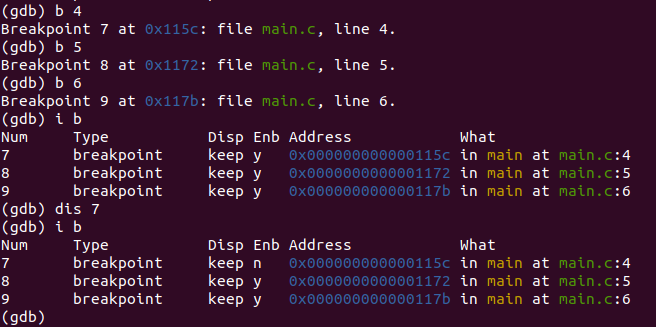 (gdb) b 4
Breakpoint 7 at 0x115c: file main.c, line 4.
(gdb) b 5
Breakpoint 8 at 0x1172: file main.c, line 5.
(gdb) b 6
Breakpoint 9 at 0x117b: file main.c, line 6.
(gdb) i b
Num     Type           Disp Enb Address            What
7       breakpoint     keep y   0x000000000000115c in main at main.c:4
8       breakpoint     keep y   0x0000000000001172 in main at main.c:5
9       breakpoint     keep y   0x000000000000117b in main at main.c:6
(gdb) dis 7
(gdb) i b
Num     Type           Disp Enb Address            What
7       breakpoint     keep n   0x000000000000115c in main at main.c:4
8       breakpoint     keep y   0x0000000000001172 in main at main.c:5
9       breakpoint     keep y   0x000000000000117b in main at main.c:6
(gdb)